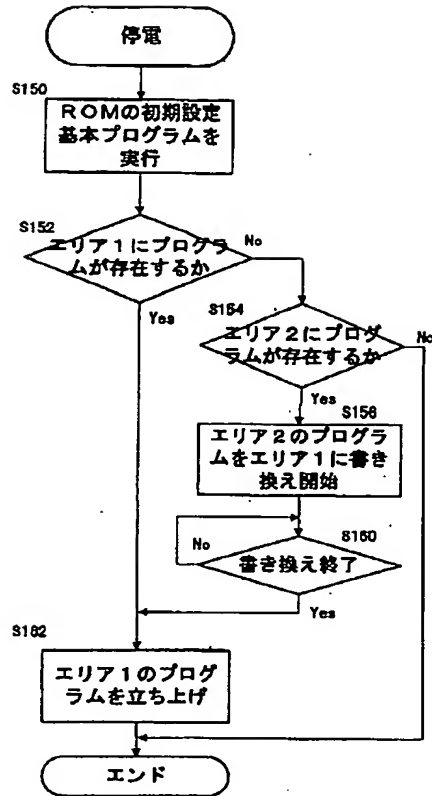 停電
S150
ROMの初期設定
基本プログラムを
実行
S152
エリア1にプログラ
ムが存在するか
No
Yes
S154
エリア2にプログ
ラムが存在するか
No
Yes
S156
エリア2のプログラ
ムをエリア1に書き
換え開始
S160
No
書き換え終了
Yes
S162
エリア1のプログ
ラムを立ち上げ
エンド